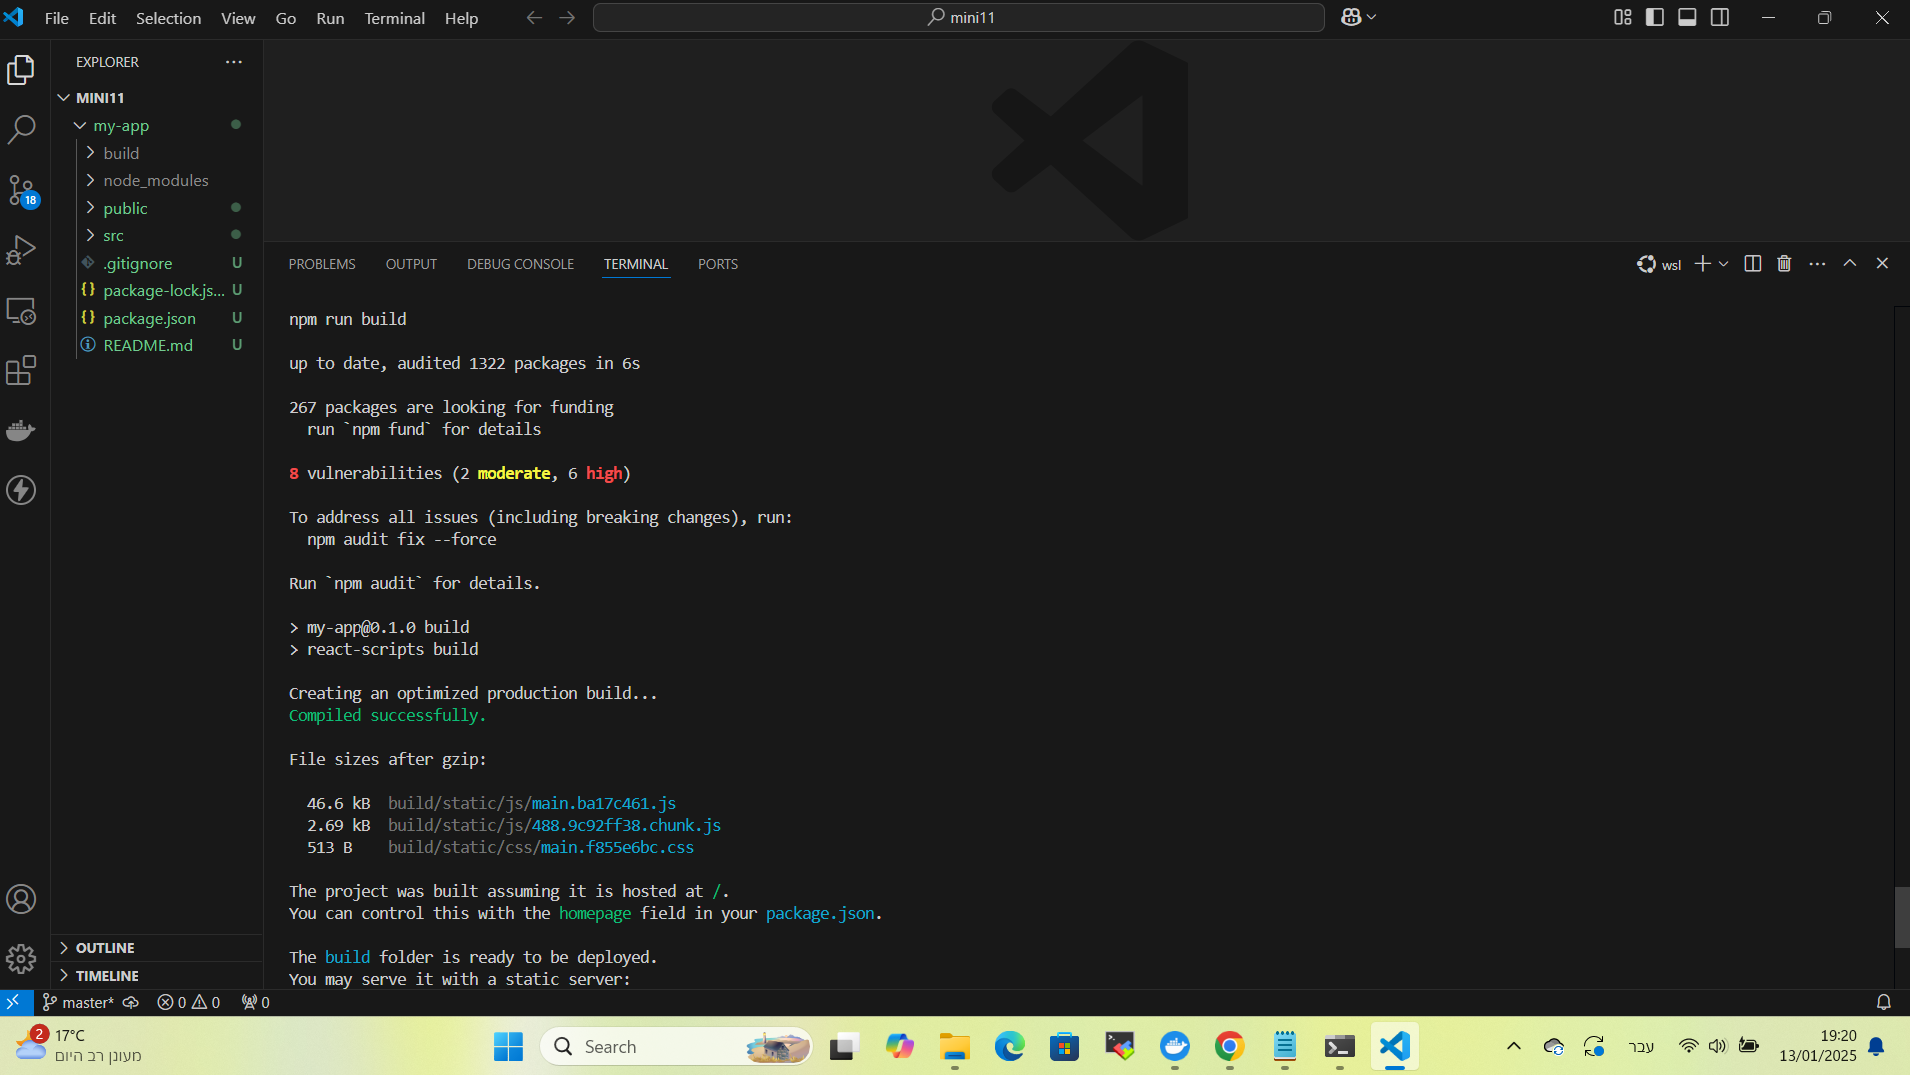 File Edit Selection View Go Run Terminal Help
mini11
EXPLORER
MINI11
my-app
build
node_modules
18
public
src
.gitignore U
package-lock.js... U
package.json U
README.md U
OUTLINE
TIMELINE
PROBLEMS OUTPUT DEBUG CONSOLE TERMINAL PORTS
wsl
npm run build
up to date, audited 1322 packages in 6s
267 packages are looking for funding
run `npm fund` for details
8 vulnerabilities (2 moderate, 6 high)
To address all issues (including breaking changes), run:
npm audit fix --force
Run `npm audit` for details.
> my-app@0.1.0 build
> react-scripts build
Creating an optimized production build...
Compiled successfully.
File sizes after gzip:
46.6 kB build/static/js/main.ba17c461.js
2.69 kB build/static/js/488.9c92ff38.chunk.js
513 B build/static/css/main.f855e6bc.css
The project was built assuming it is hosted at /.
You can control this with the homepage field in your package.json.
The build folder is ready to be deployed.
You may serve it with a static server:
master* 0 0 0
2
17°C
מעונן רב היום
Search
עבר
19:20
13/01/2025